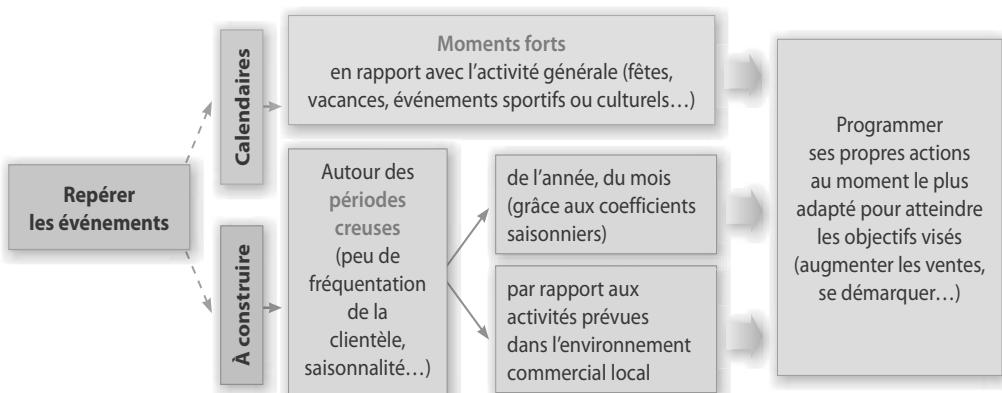 Repérer
les événements
Calendaires
Moments forts
en rapport avec l'activité générale (fêtes,
vacances, événements sportifs ou culturels…)
À construire
Autour des
périodes
creuses
(peu de
fréquentation
de la
clientèle,
saisonnalité…)
de l'année, du mois
(grâce aux coefficients
saisonniers)
par rapport aux
activités prévues
dans l'environnement
commercial local
Programmer
ses propres actions
au moment le plus
adapté pour atteindre
les objectifs visés
(augmenter les ventes,
se démarquer…)